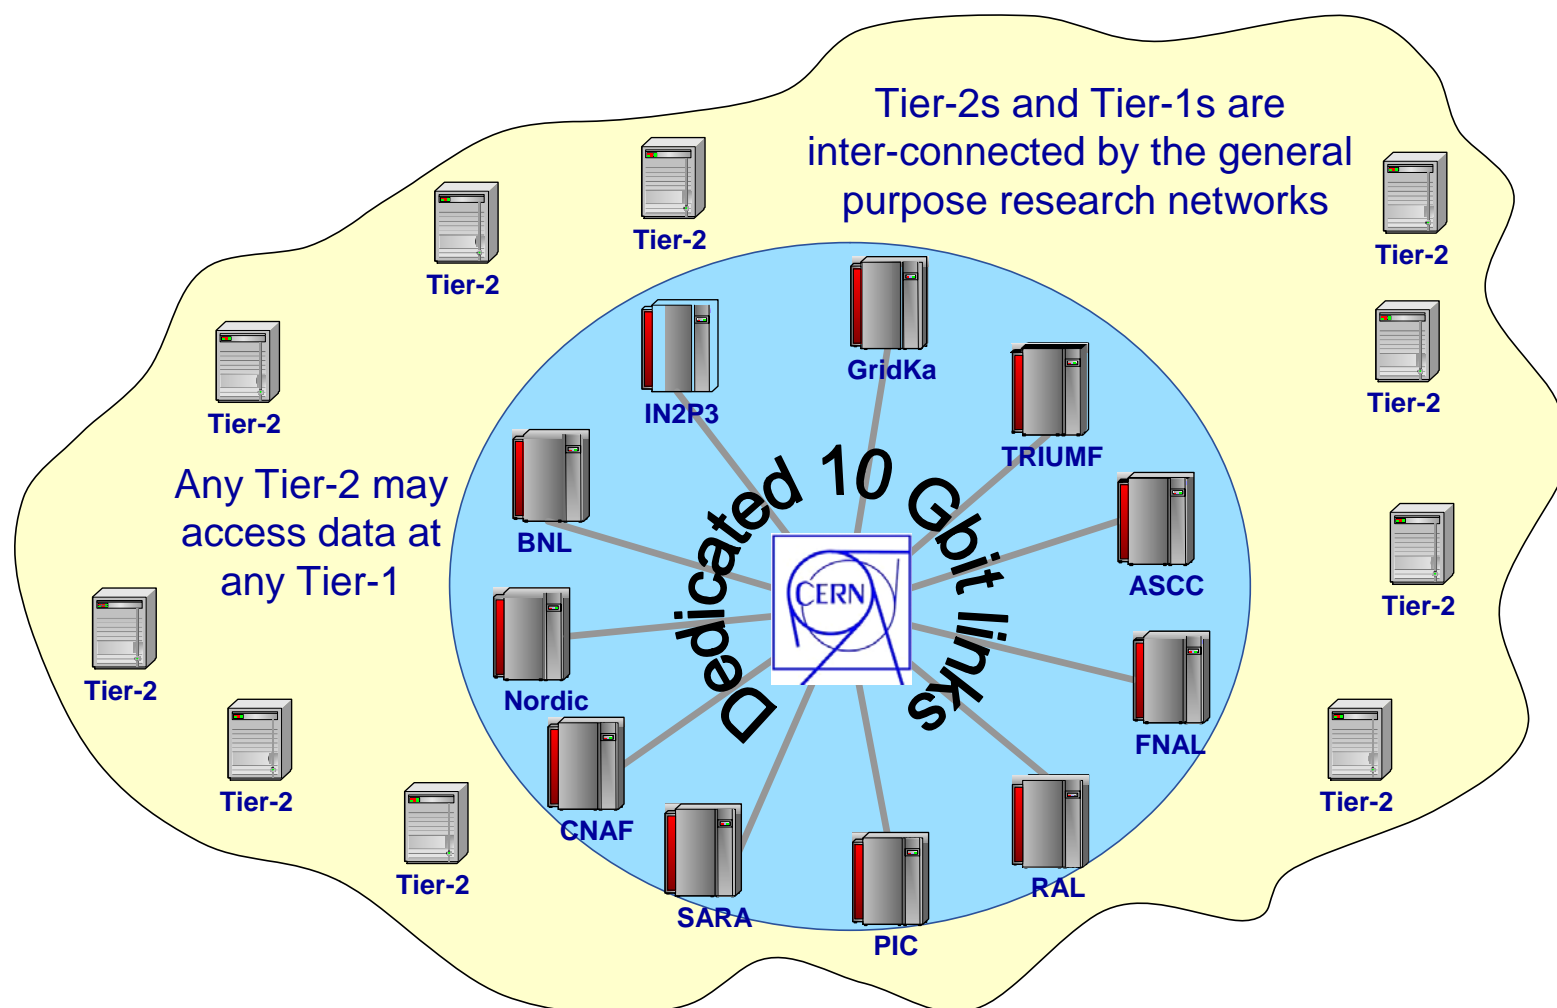 Tier-2s and Tier-1s are
inter-connected by the general
purpose research networks
Tier-2
Tier-2
Tier-2
Tier-2
Tier-2
Any Tier-2 may
access data at
any Tier-1
IN2P3
GridKa
TRIUMF
BNL
ASCC
Dedicated 10 Gbit links
CERN
Nordic
FNAL
CNAF
RAL
SARA
PIC
Tier-2
Tier-2
Tier-2
Tier-2
Tier-2
Tier-2